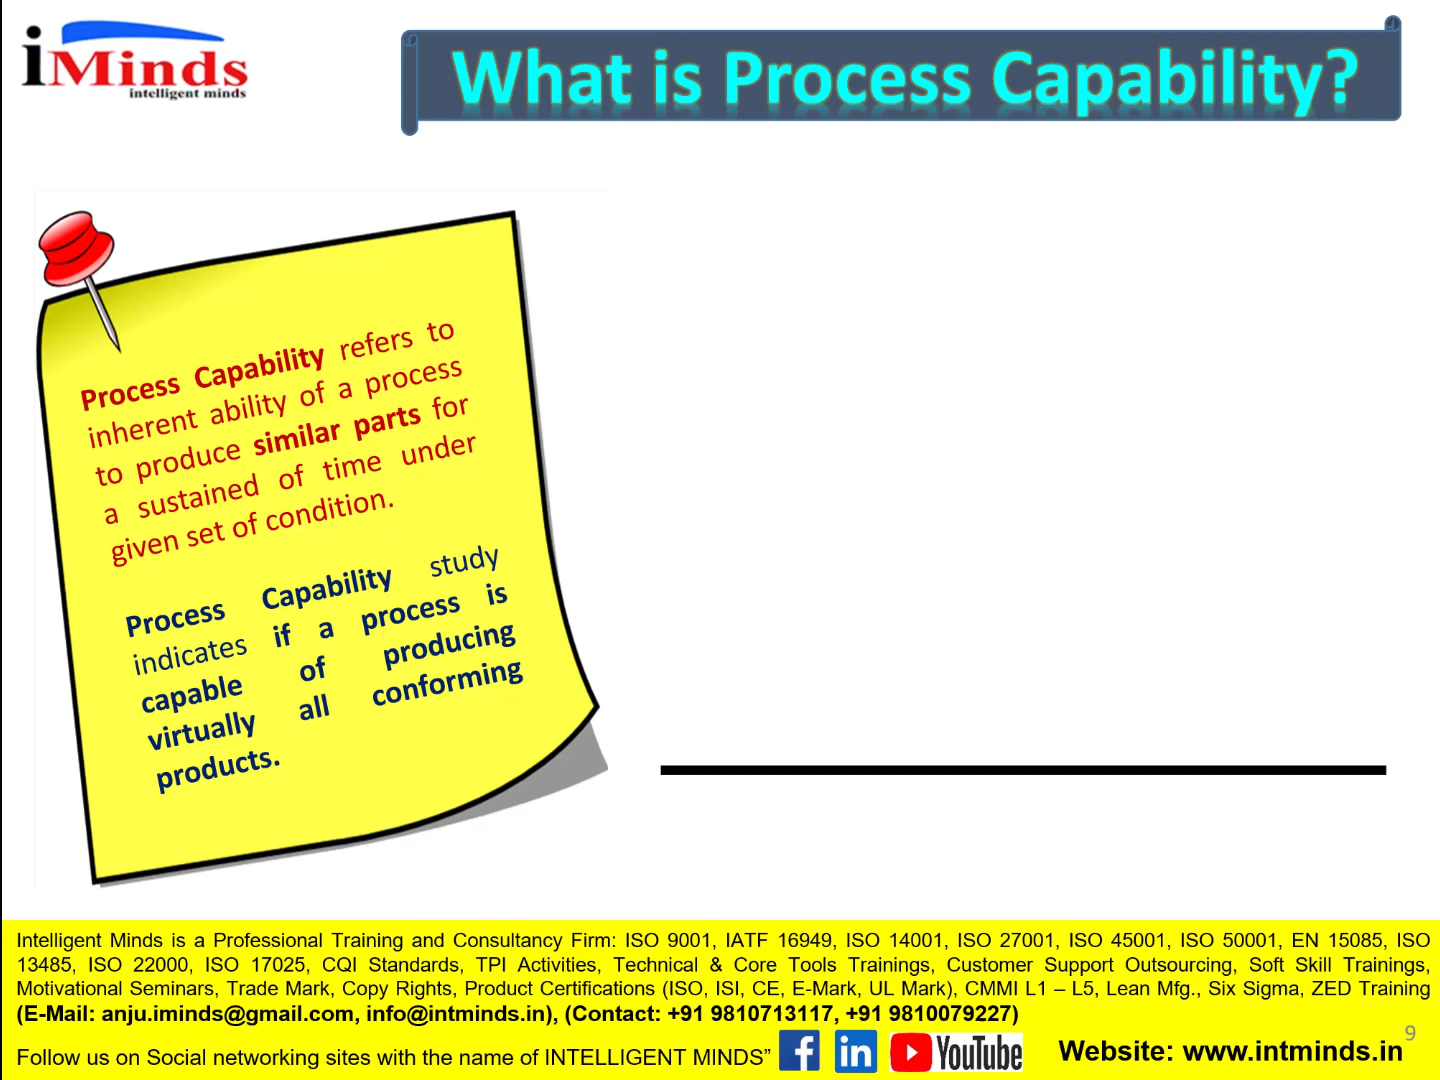 iMinds
intelligent minds
What is Process Capability?
Process Capability refers to
inherent ability of a process
to produce similar parts for
a sustained of time under
given set of condition.
Process Capability study
indicates if a process is
capable of producing
virtually all conforming
products.
Intelligent Minds is a Professional Training and Consultancy Firm: ISO 9001, IATF 16949, ISO 14001, ISO 27001, ISO 45001, ISO 50001, EN 15085, ISO
13485, ISO 22000, ISO 17025, CQI Standards, TPI Activities, Technical & Core Tools Trainings, Customer Support Outsourcing, Soft Skill Trainings,
Motivational Seminars, Trade Mark, Copy Rights, Product Certifications (ISO, ISI, CE, E-Mark, UL Mark), CMMI L1 – L5, Lean Mfg., Six Sigma, ZED Training
(E-Mail: anju.iminds@gmail.com, info@intminds.in), (Contact: +91 9810713117, +91 9810079227)
Follow us on Social networking sites with the name of INTELLIGENT MINDS” f in YouTube Website: www.intminds.in
9